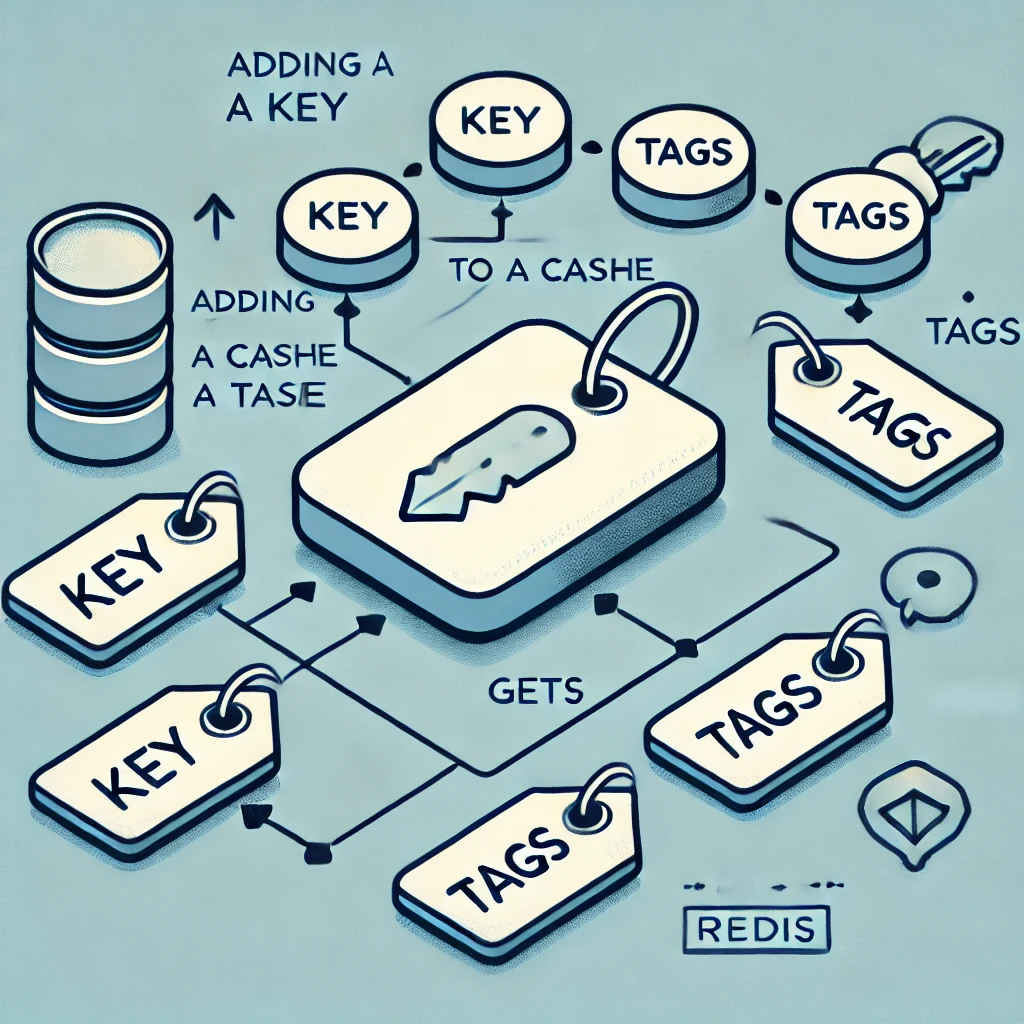 ADDING A
A KEY
KEY
TAGS
KEY
TAGS
TO A CASHE
ADDING
A CASHE
A TASE
TAGS
TAGS
KEY
GETS
TAGS
KEY
TAGS
REDIS